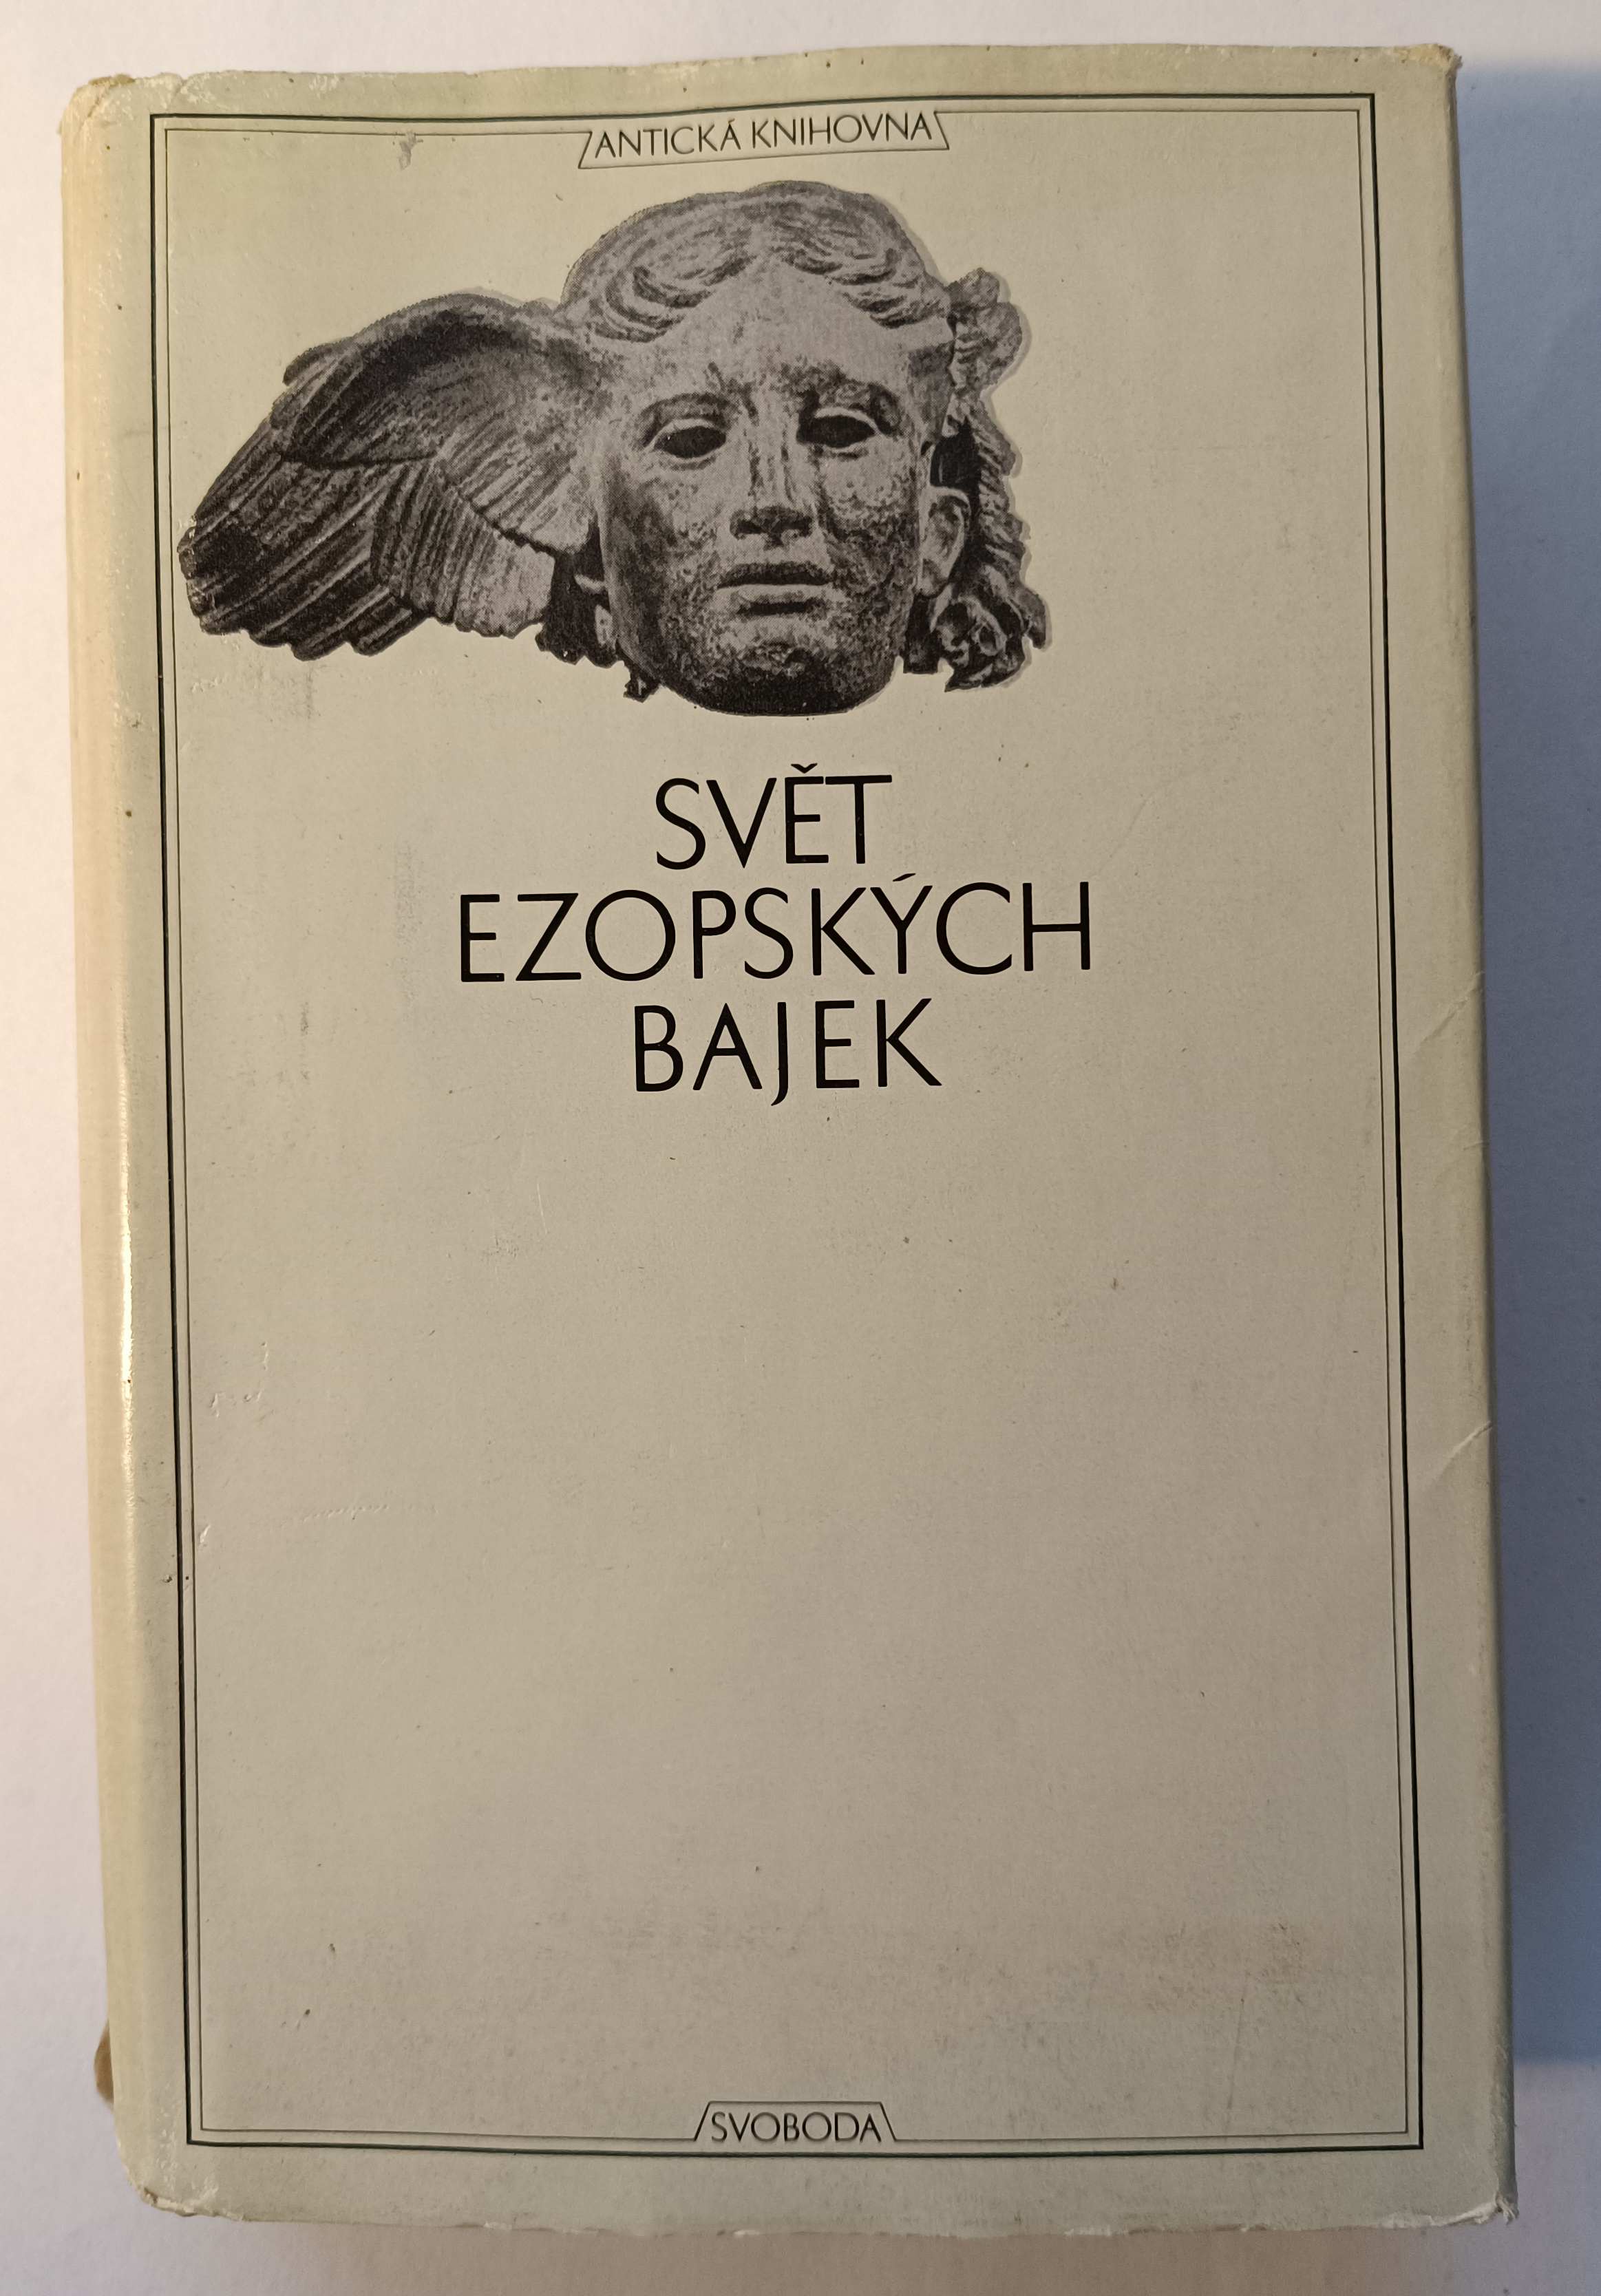 ANTICKÁ KNIHOVNA
SVĚT
EZOPSKÝCH
BAJEK
SVOBODA